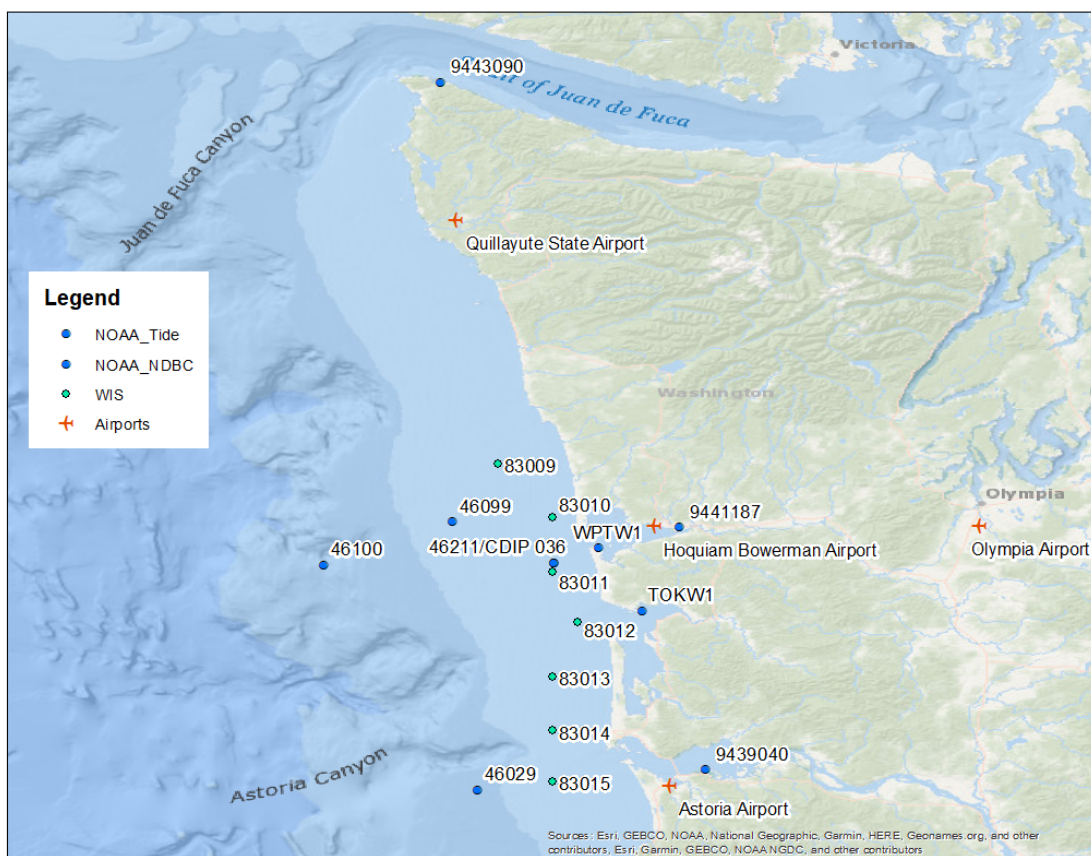 Victoria
9443090
Strait of Juan de Fuca
Juan de Fuca Canyon
Quillayute State Airport
Legend
NOAA_Tide
NOAA_NDBC
WIS
Airports
Washington
83009
83010
46099
9441187
Olympia
WPTW1
46211/CDIP 036
Hoquiam Bowerman Airport
Olympia Airport
46100
83011
TOKW1
83012
83013
83014
9439040
Astoria Canyon
46029
83015
Astoria Airport
Sources: Esri, GEBCO, NOAA, National Geographic, Garmin, HERE, Geonames.org, and other
contributors, Esri, Garmin, GEBCO, NOAA NGDC, and other contributors